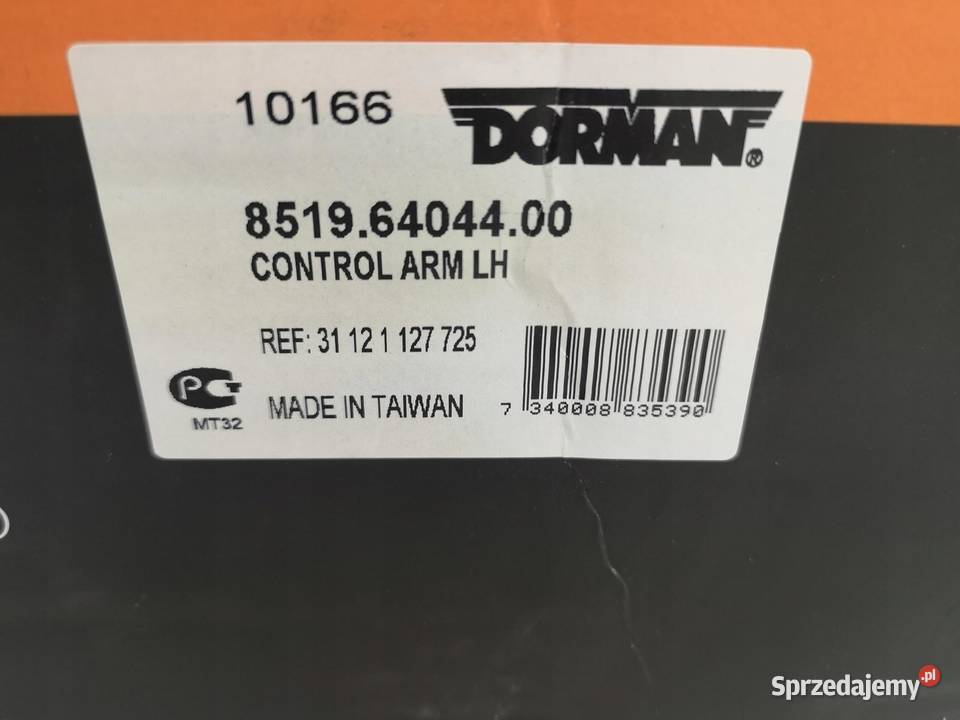 10166
DORMAN®
8519.64044.00
CONTROL ARM LH
REF: 31 12 1 127 725
PCT
MT32
MADE IN TAIWAN
7 340008 835390
Sprzedajemy.pl